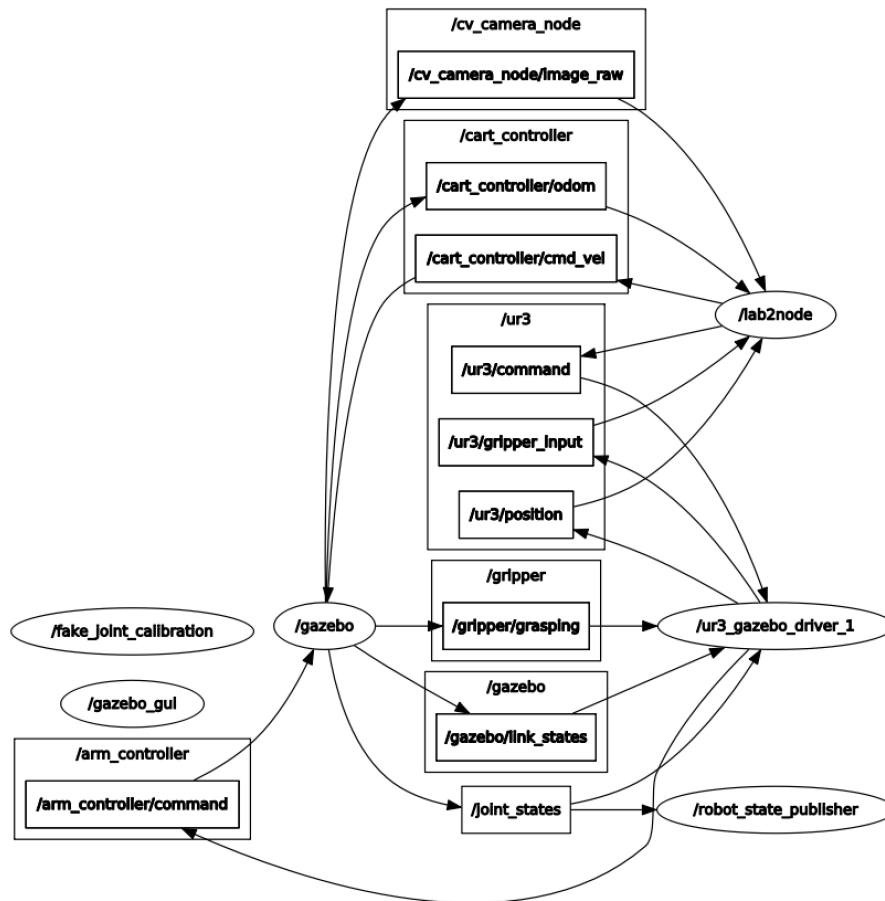 /cv_camera_node
/cv_camera_node/image_raw
/cart_controller
/cart_controller/odom
/cart_controller/cmd_vel
/lab2node
/ur3
/ur3/command
/ur3/gripper_input
/ur3/position
/gripper
/gripper/grasping
/fake_joint_calibration
/gazebo
/ur3_gazebo_driver_1
/gazebo_gui
/gazebo
/gazebo/link_states
/arm_controller
/arm_controller/command
/joint_states
/robot_state_publisher